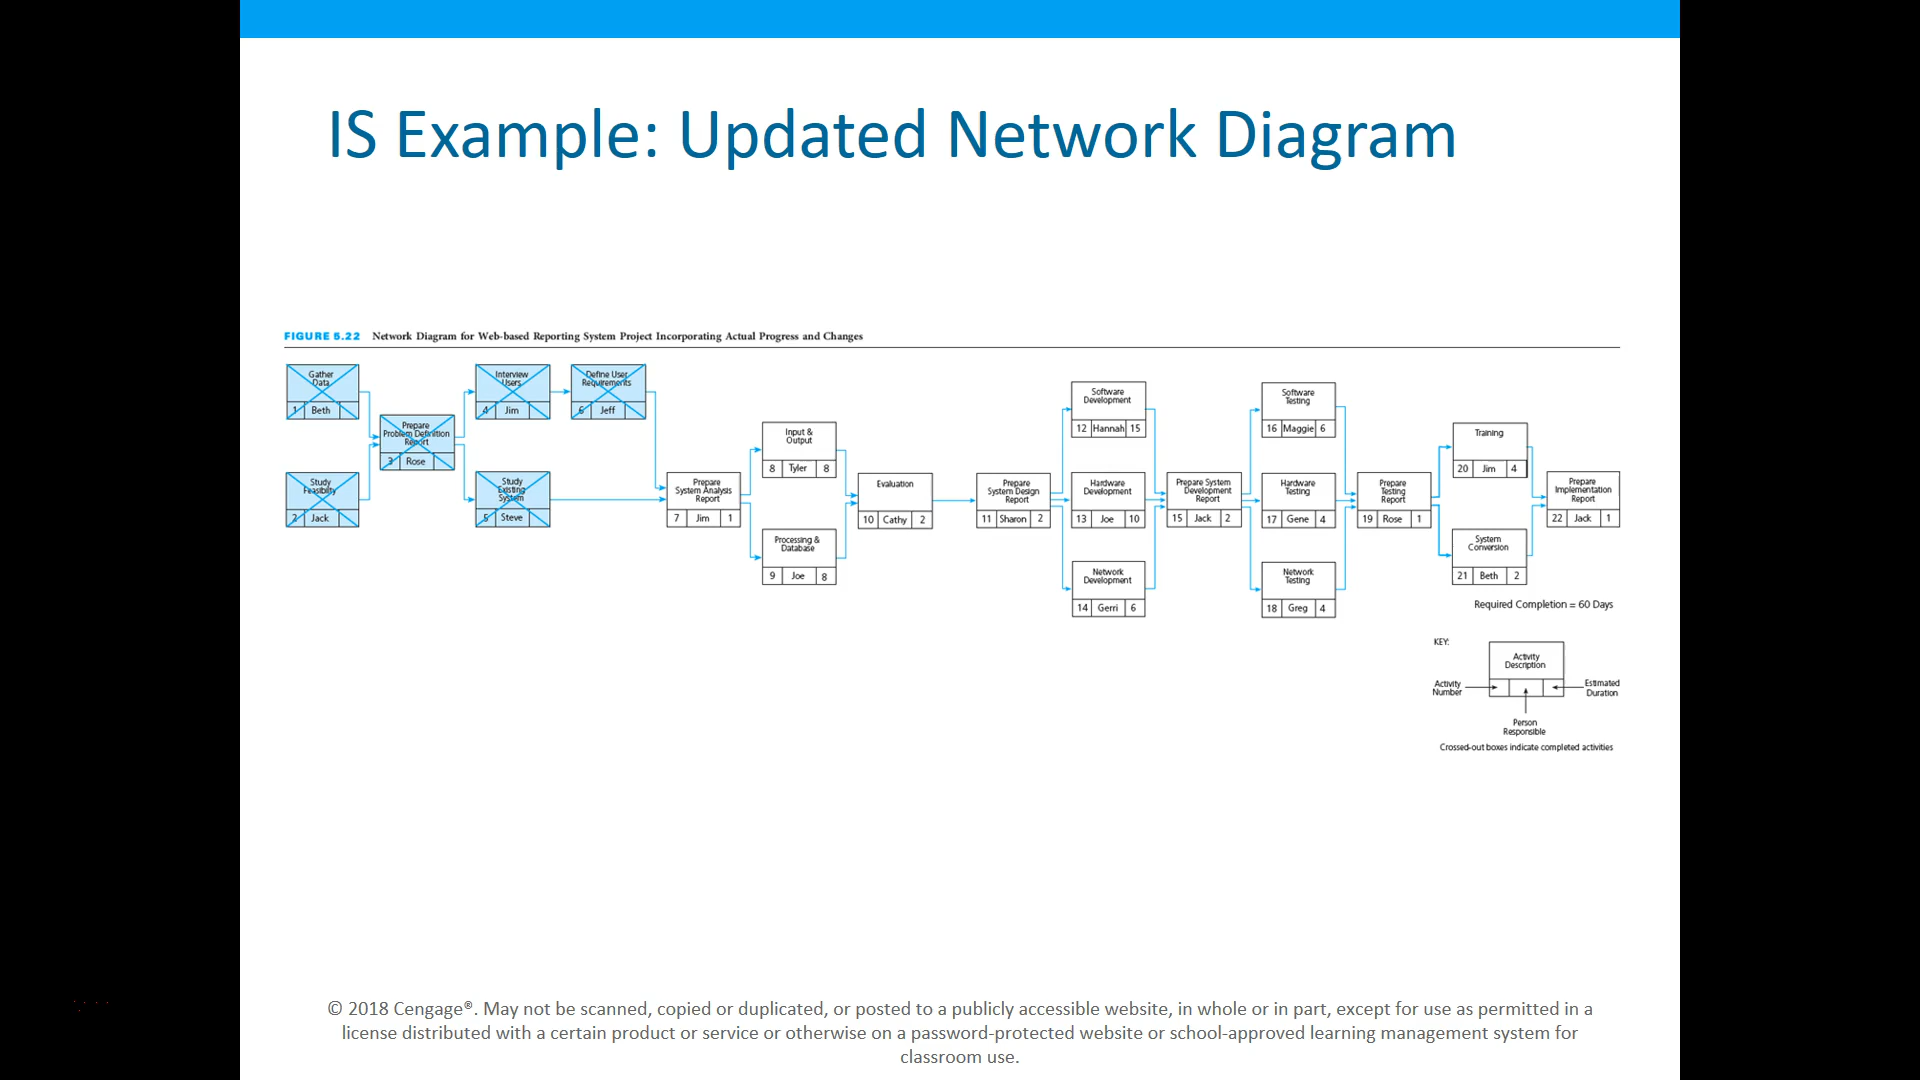 IS Example: Updated Network Diagram
FIGURE 5.22 Network Diagram for Web-based Reporting System Project Incorporating Actual Progress and Changes
Gather
Data
1 Beth
Study
Feasibility
2 Jack
Prepare
Problem Definition
Report
3 Rose
Interview
Users
4 Jim
Study
Existing
System
5 Steve
Define User
Requirements
6 Jeff
Prepare
System Analysis
Report
7 Jim 1
Input &
Output
8 Tyler 8
Processing &
Database
9 Joe 8
Evaluation
10 Cathy 2
Prepare
System Design
Report
11 Sharon 2
Software
Development
12 Hannah 15
Hardware
Development
13 Joe 10
Network
Development
14 Gerri 6
Prepare System
Development
Report
15 Jack 2
Software
Testing
16 Maggie 6
Hardware
Testing
17 Gene 4
Network
Testing
18 Greg 4
Prepare
Testing
Report
19 Rose 1
Training
20 Jim 4
System
Conversion
21 Beth 2
Prepare
Implementation
Report
22 Jack 1
Required Completion = 60 Days
KEY:
Activity
Description
Activity
Number
Estimated
Duration
Person
Responsible
Crossed-out boxes indicate completed activities
© 2018 Cengage®. May not be scanned, copied or duplicated, or posted to a publicly accessible website, in whole or in part, except for use as permitted in a
license distributed with a certain product or service or otherwise on a password-protected website or school-approved learning management system for
classroom use.